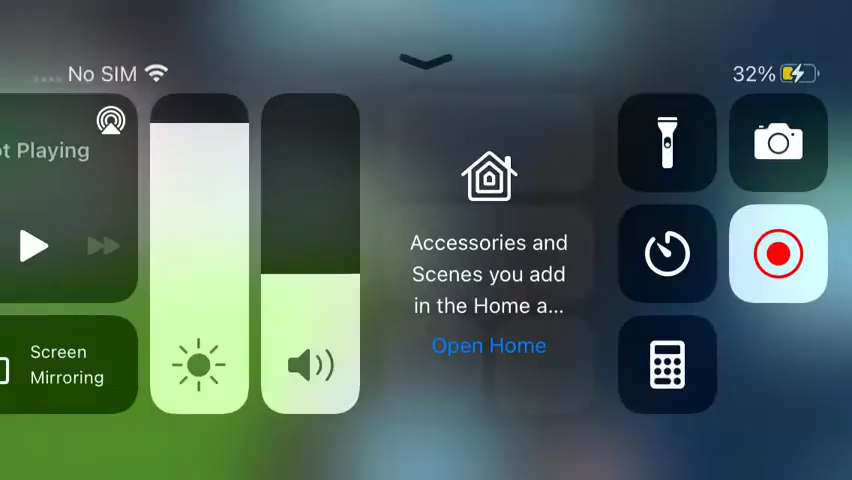 No SIM
32%
ot Playing
Screen
Mirroring
Accessories and
Scenes you add
in the Home a...
Open Home